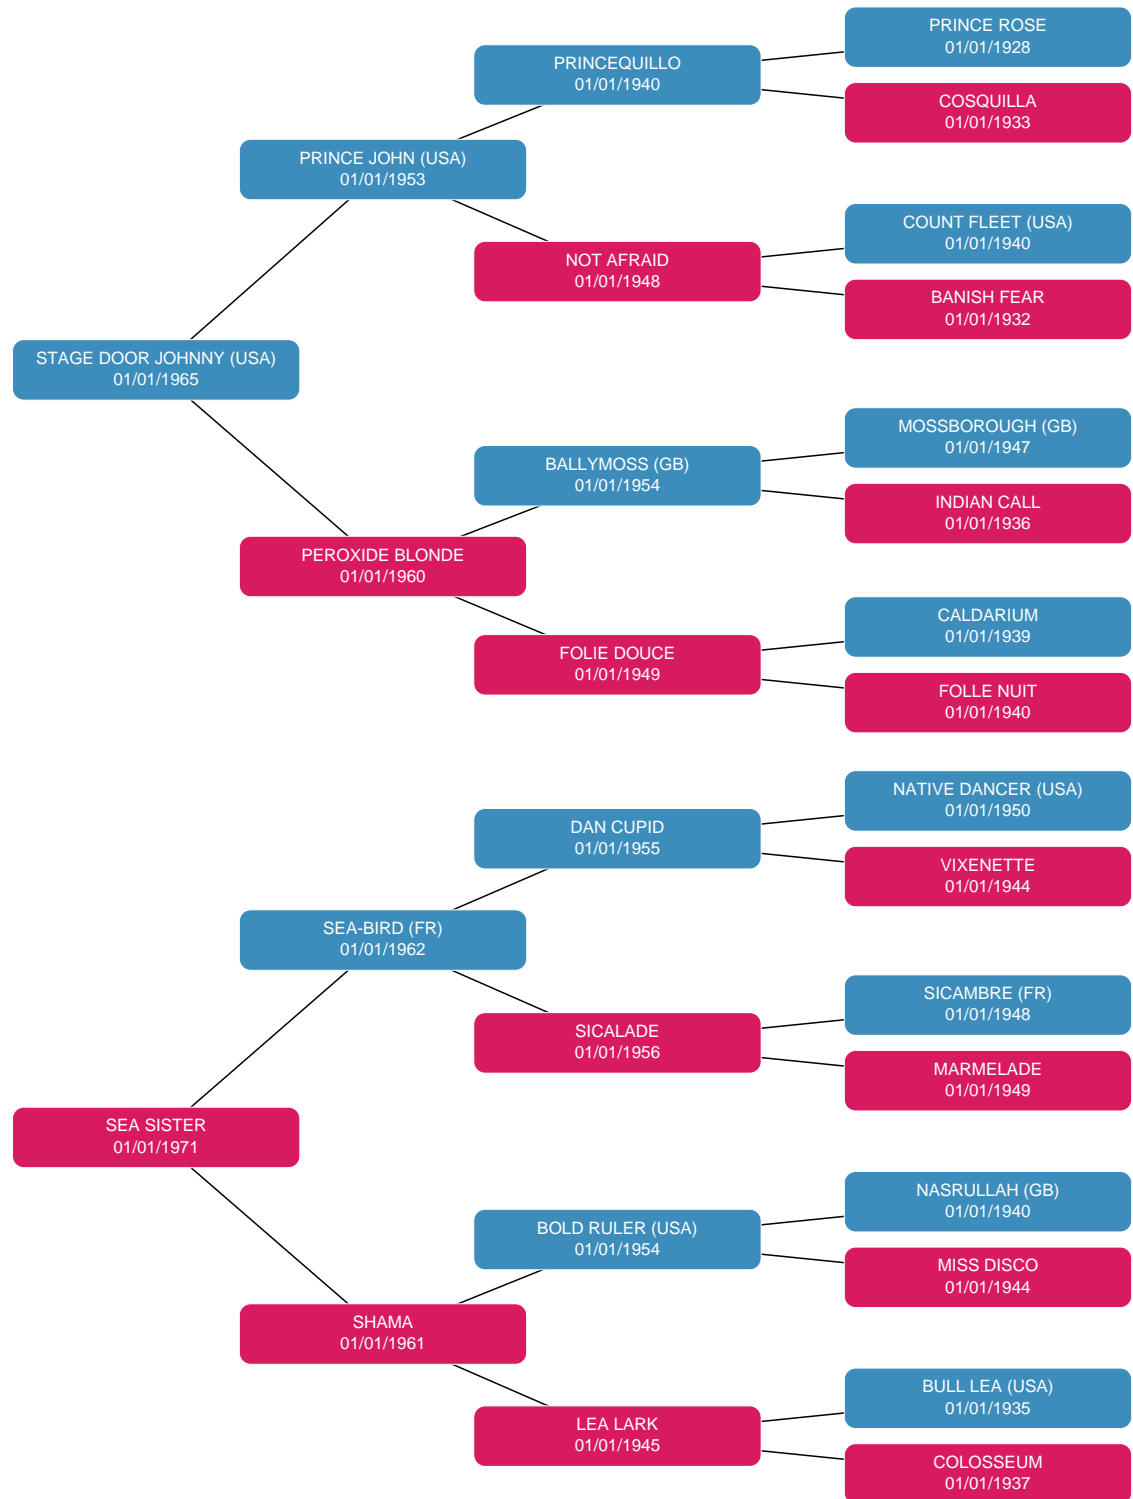 PRINCE ROSE
01/01/1928
PRINCEQUILLO
01/01/1940
COSQUILLA
01/01/1933
PRINCE JOHN (USA)
01/01/1953
COUNT FLEET (USA)
01/01/1940
NOT AFRAID
01/01/1948
BANISH FEAR
01/01/1932
STAGE DOOR JOHNNY (USA)
01/01/1965
MOSSBOROUGH (GB)
01/01/1947
BALLYMOSS (GB)
01/01/1954
INDIAN CALL
01/01/1936
PEROXIDE BLONDE
01/01/1960
CALDARIUM
01/01/1939
FOLIE DOUCE
01/01/1949
FOLLE NUIT
01/01/1940
NATIVE DANCER (USA)
01/01/1950
DAN CUPID
01/01/1955
VIXENETTE
01/01/1944
SEA-BIRD (FR)
01/01/1962
SICAMBRE (FR)
01/01/1948
SICALADE
01/01/1956
MARMELADE
01/01/1949
SEA SISTER
01/01/1971
NASRULLAH (GB)
01/01/1940
BOLD RULER (USA)
01/01/1954
MISS DISCO
01/01/1944
SHAMA
01/01/1961
BULL LEA (USA)
01/01/1935
LEA LARK
01/01/1945
COLOSSEUM
01/01/1937